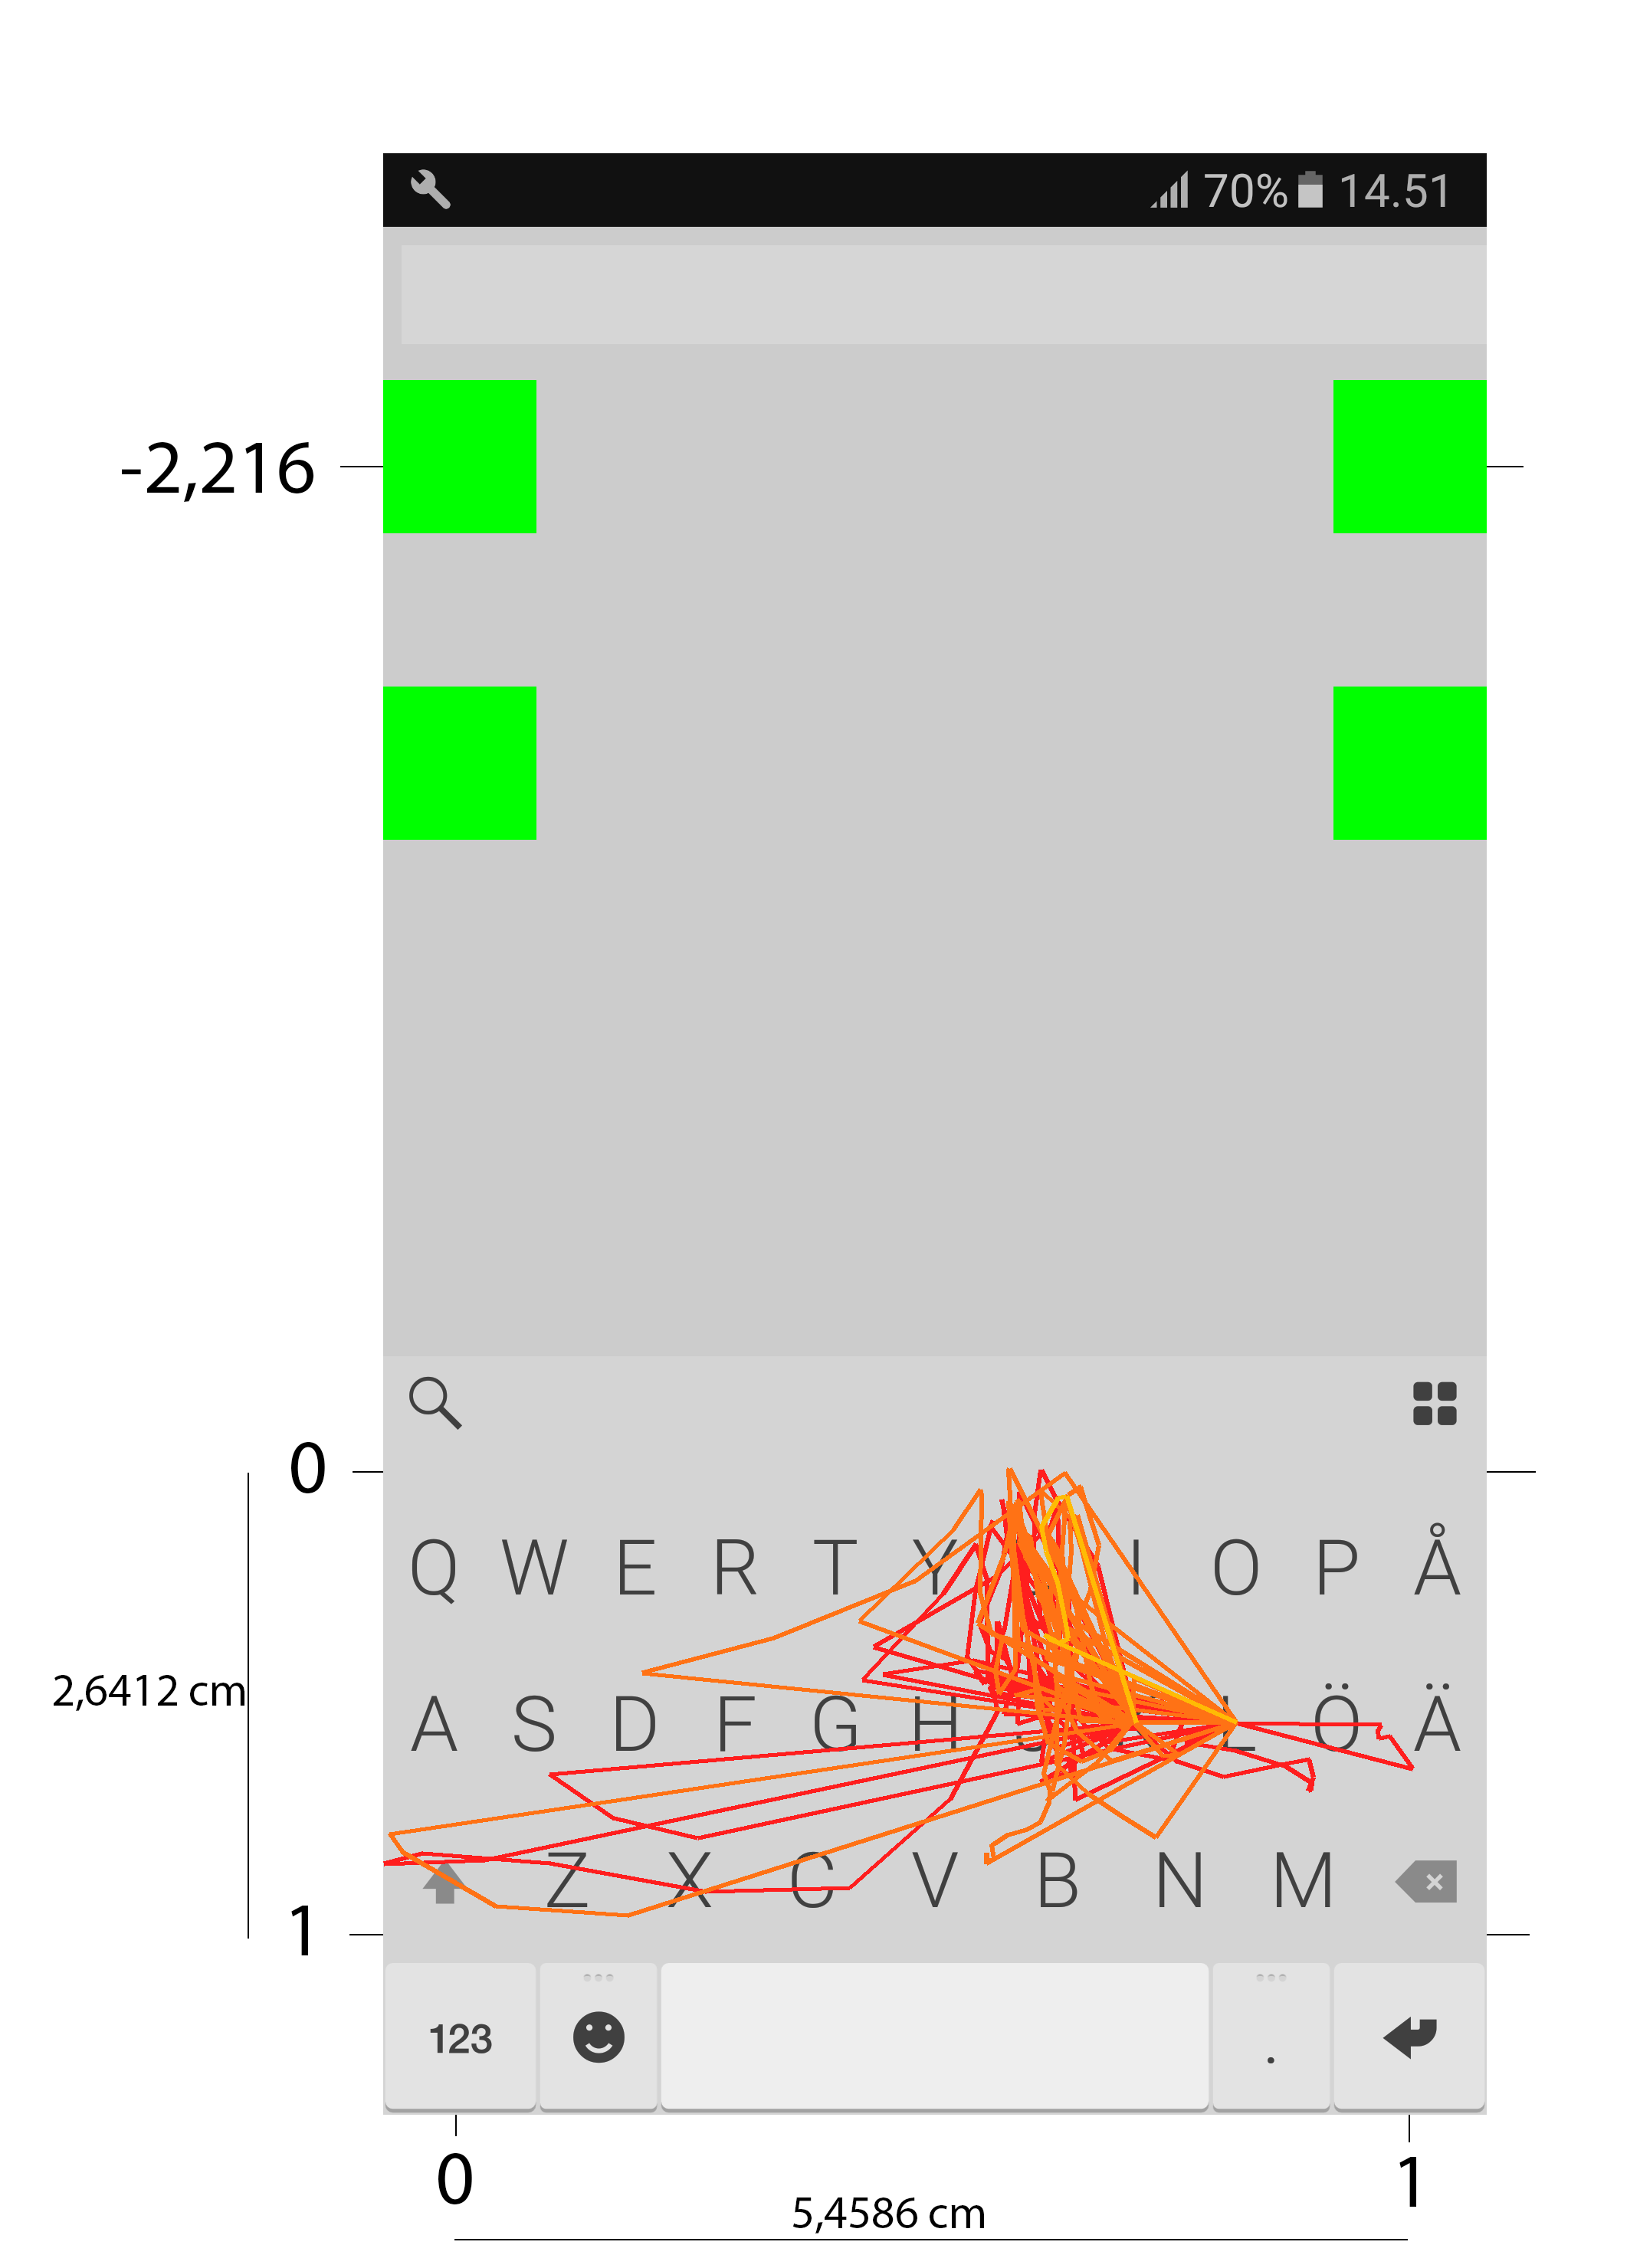 70% 14.51
-2,216
0
Q W E R T Y I O P Å
2,6412 cm
A S D F G H L Ö Ä
Z X C V B N M
1
123 .
0 1
5,4586 cm